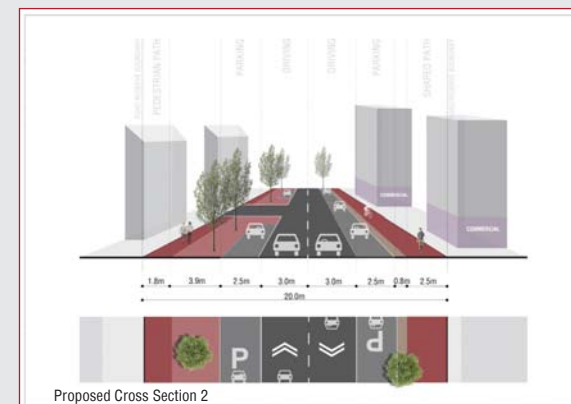 PEDESTRIAN PATH
PARKING
DRIVING
DRIVING
PARKING
SHAPED PATH
COMMERCIAL
COMMERCIAL
1.8m 3.9m 2.5m 3.0m 3.0m 2.5m 0.8m 2.5m
20.0m
P
P
Proposed Cross Section 2